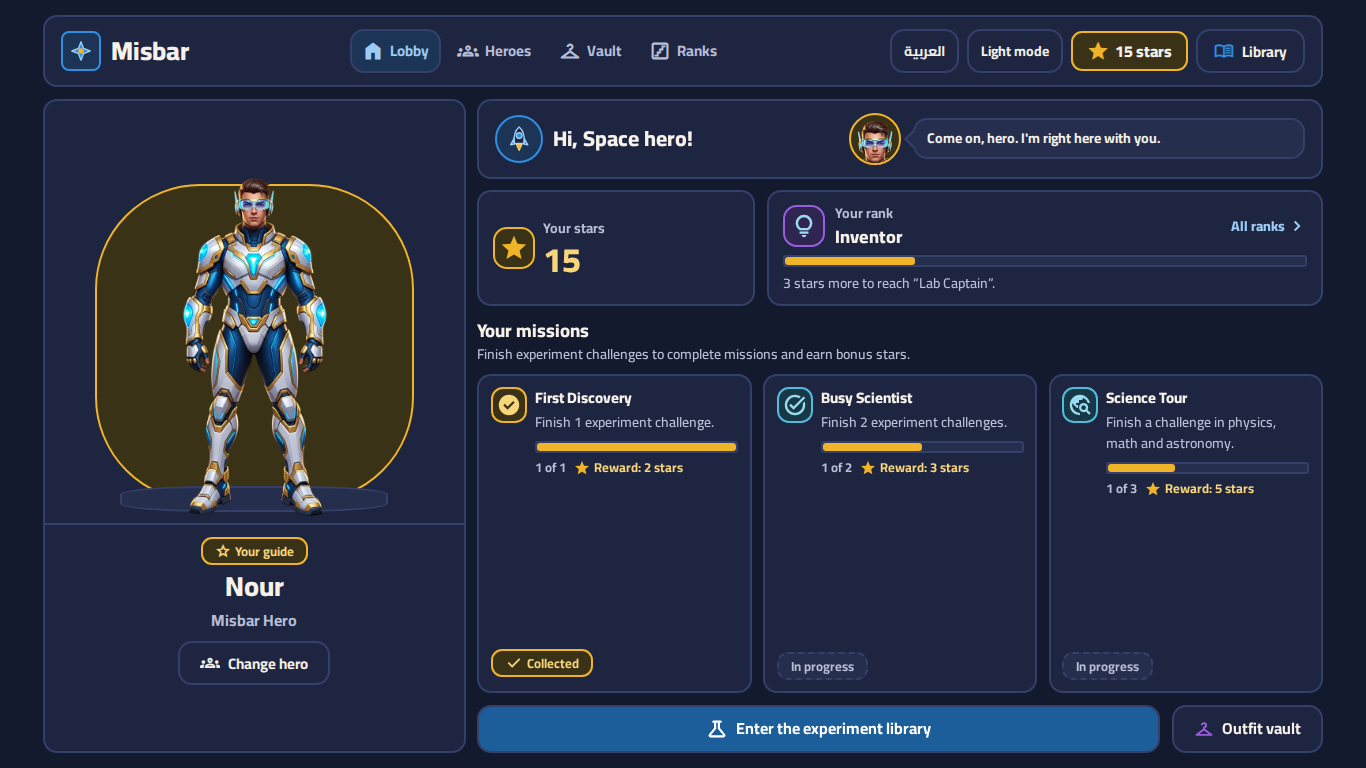 Misbar
Lobby
Heroes
Vault
Ranks
العربية
Light mode
15 stars
Library
Hi, Space hero!
Come on, hero. I'm right here with you.
Your stars
15
Your rank
Inventor
All ranks
3 stars more to reach “Lab Captain”.
Your missions
Finish experiment challenges to complete missions and earn bonus stars.
First Discovery
Finish 1 experiment challenge.
1 of 1 Reward: 2 stars
Collected
Busy Scientist
Finish 2 experiment challenges.
1 of 2 Reward: 3 stars
In progress
Science Tour
Finish a challenge in physics,
math and astronomy.
1 of 3 Reward: 5 stars
In progress
Your guide
Nour
Misbar Hero
Change hero
Enter the experiment library
Outfit vault